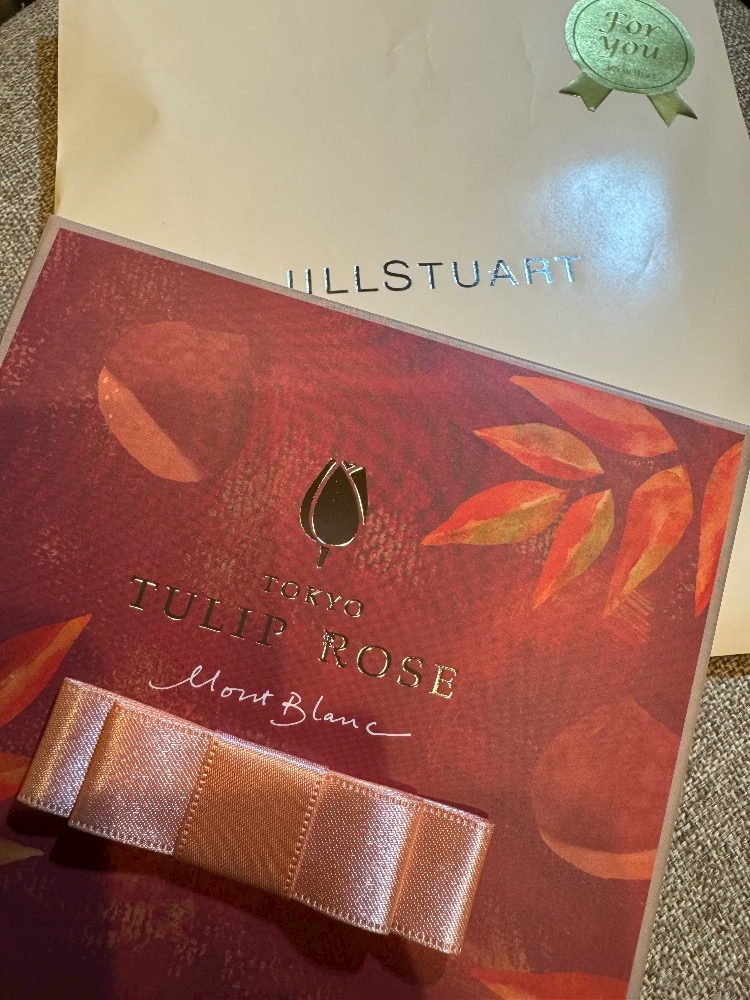 For
you
JILLSTUART
TOKYO
TULIP ROSE
Mont Blanc